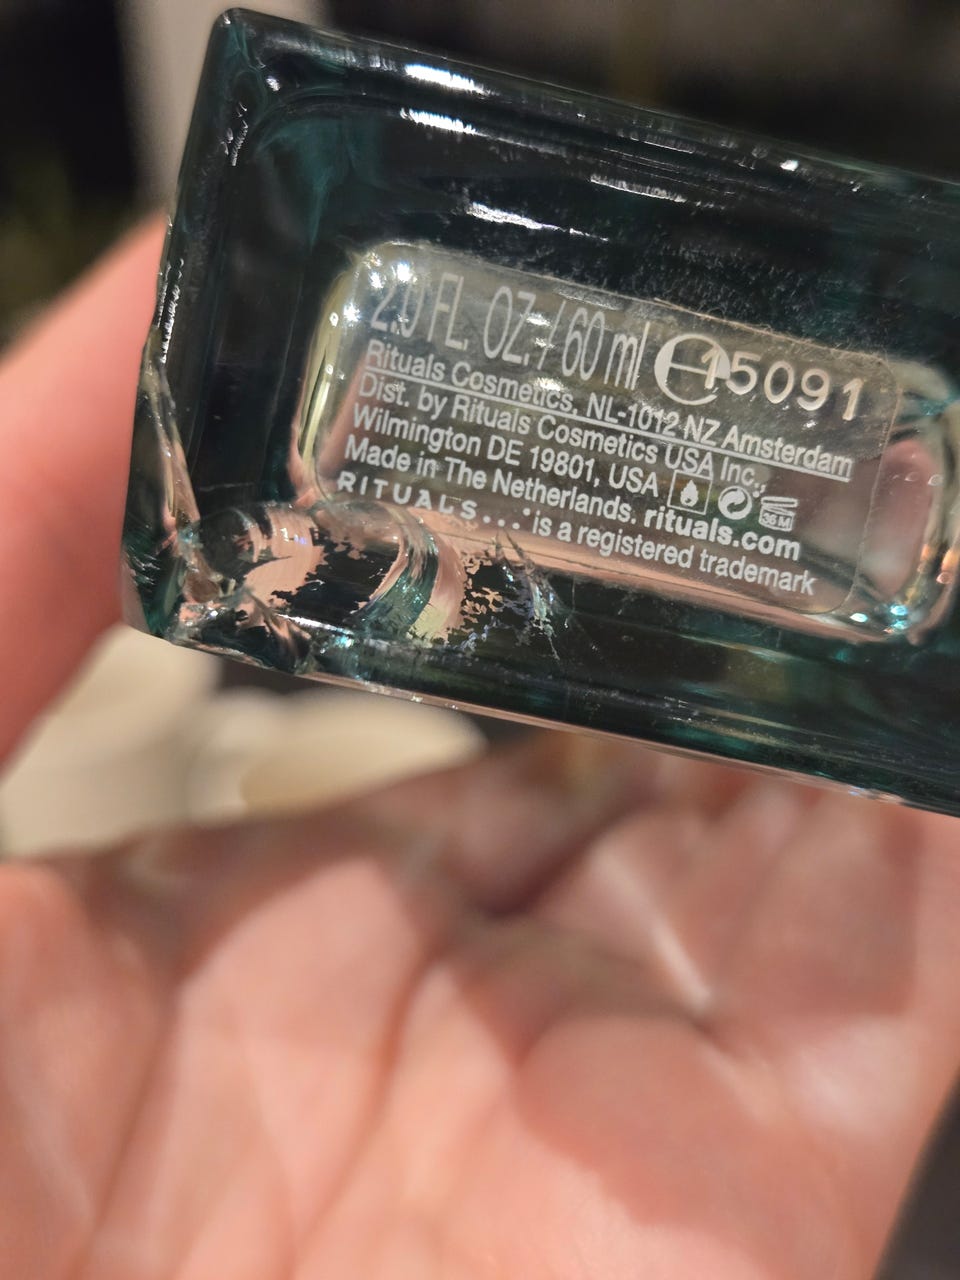 2.0 FL. OZ. / 60 ml ℮ 15091
Rituals Cosmetics, NL-1012 NZ Amsterdam
Dist. by Rituals Cosmetics USA Inc.,
Wilmington DE 19801, USA
Made in The Netherlands. rituals.com
36 M
RITUALS... is a registered trademark